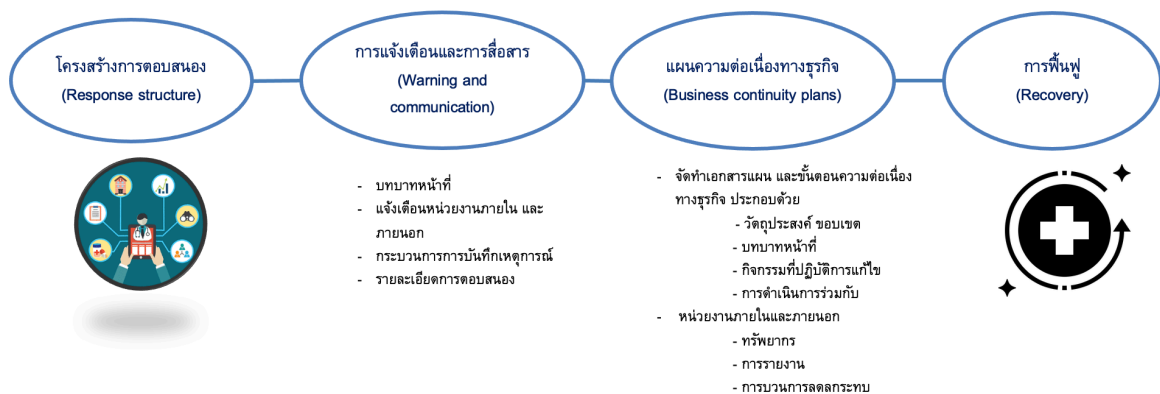 โครงสร้างการตอบสนอง
(Response structure)
การแจ้งเตือนและการสื่อสาร
(Warning and
communication)
แผนความต่อเนื่องทางธุรกิจ
(Business continuity plans)
การฟื้นฟู
(Recovery)
- บทบาทหน้าที่
- แจ้งเตือนหน่วยงานภายใน และ
ภายนอก
- กระบวนการการบันทึกเหตุการณ์
- รายละเอียดการตอบสนอง
- จัดทำเอกสารแผน และขั้นตอนความต่อเนื่อง
ทางธุรกิจ ประกอบด้วย
- วัตถุประสงค์ ขอบเขต
- บทบาทหน้าที่
- กิจกรรมที่ปฏิบัติการแก้ไข
- การดำเนินการร่วมกับ
- หน่วยงานภายในและภายนอก
- ทรัพยากร
- การรายงาน
- การบวนการลดลกระทบ